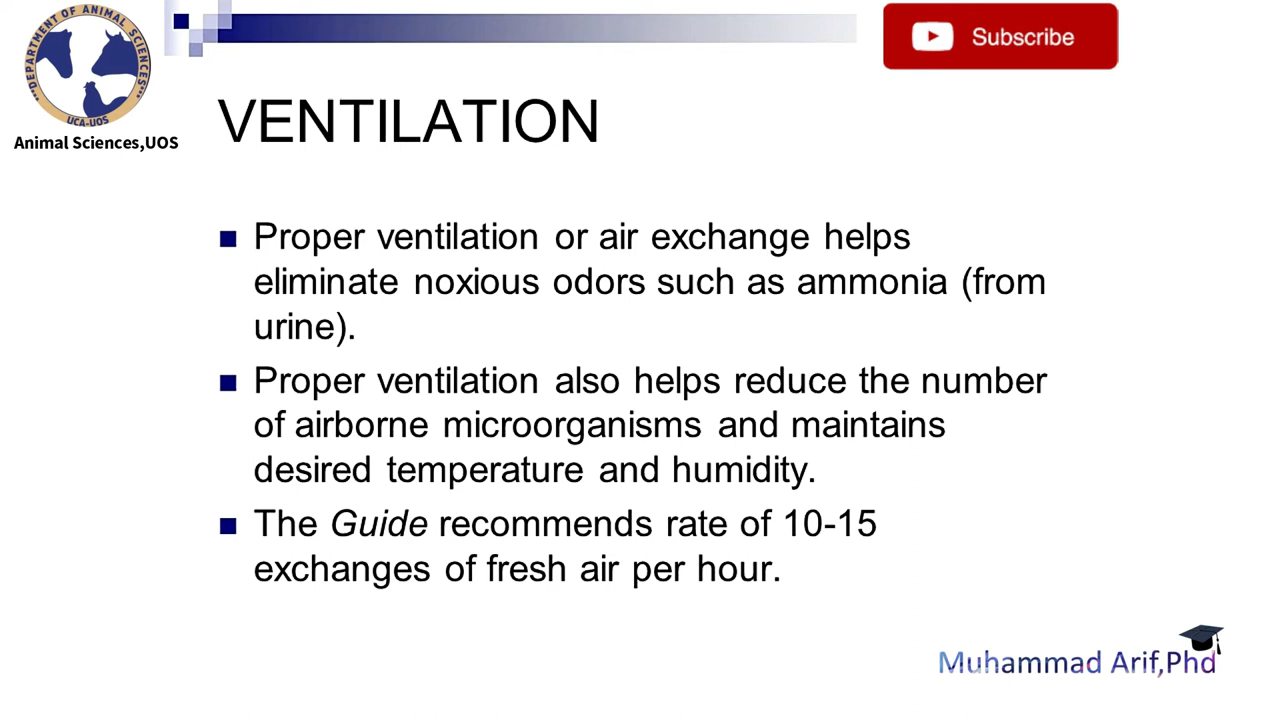 "DEPARTMENT OF ANIMAL SCIENCES"
UCA-UOS
Animal Sciences,UOS
Subscribe
VENTILATION
Proper ventilation or air exchange helps
eliminate noxious odors such as ammonia (from
urine).
Proper ventilation also helps reduce the number
of airborne microorganisms and maintains
desired temperature and humidity.
The Guide recommends rate of 10-15
exchanges of fresh air per hour.
Muhammad Arif,Phd